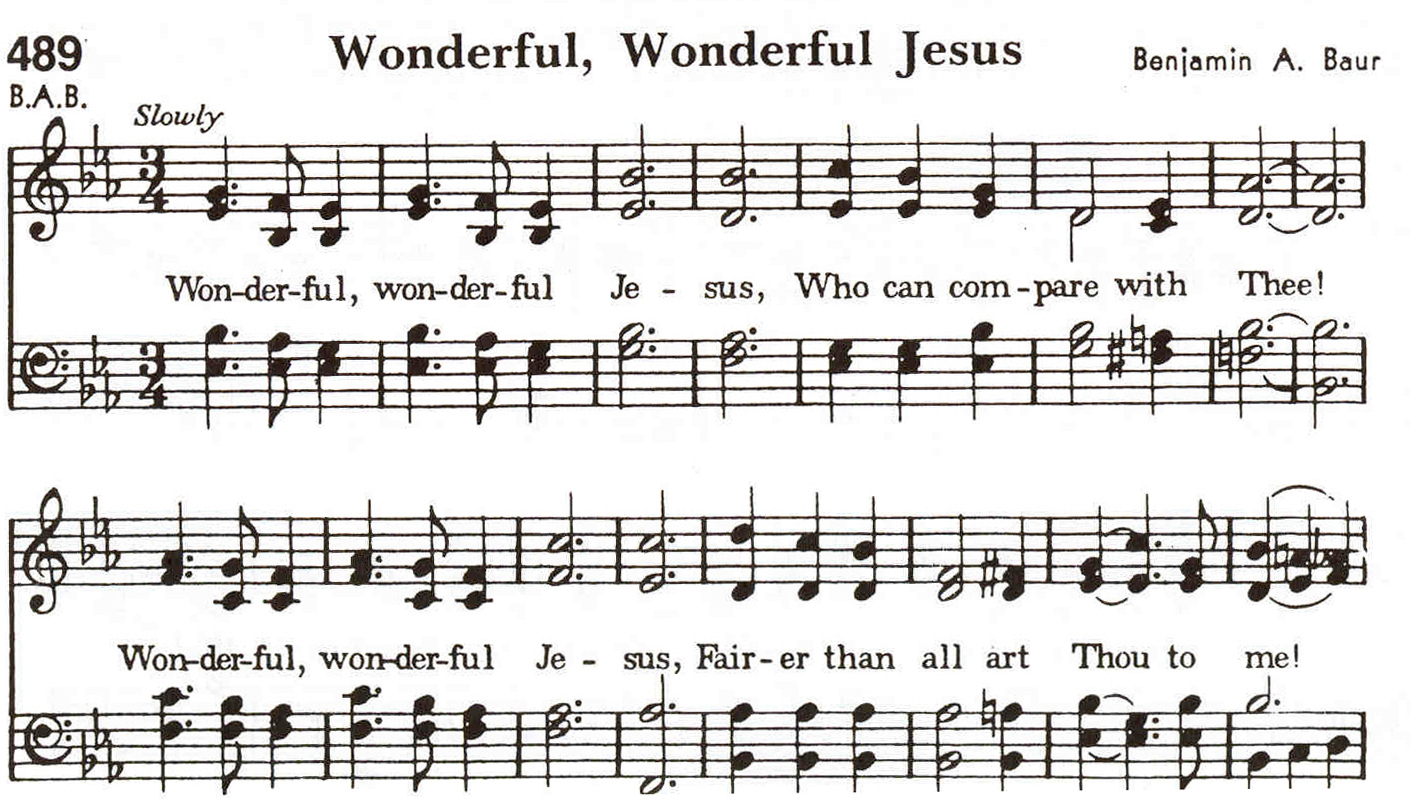 489 Wonderful, Wonderful Jesus Benjamin A. Baur
B.A.B.
Slowly
3 4
Won-der-ful, won-der-ful Je - sus, Who can com-pare with Thee!
3 4
Won-der-ful, won-der-ful Je - sus, Fair-er than all art Thou to me!